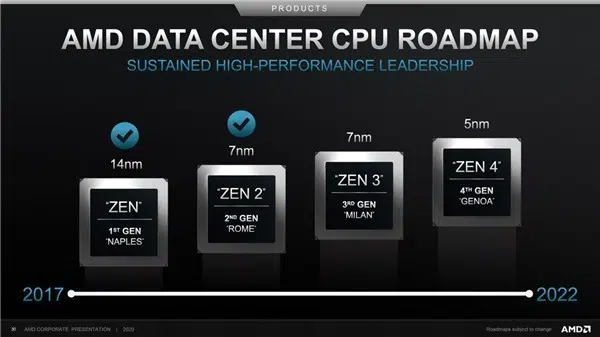 PRODUCTS
AMD DATA CENTER CPU ROADMAP
SUSTAINED HIGH-PERFORMANCE LEADERSHIP
14nm
7nm
7nm
5nm
"ZEN"
1ST GEN
'NAPLES'
"ZEN 2"
2ND GEN
'ROME'
"ZEN 3"
3RD GEN
'MILAN'
"ZEN 4"
4TH GEN
'GENOA'
2017
2022
AMD CORPORATE PRESENTATION | 2020
Roadmaps subject to change
AMD